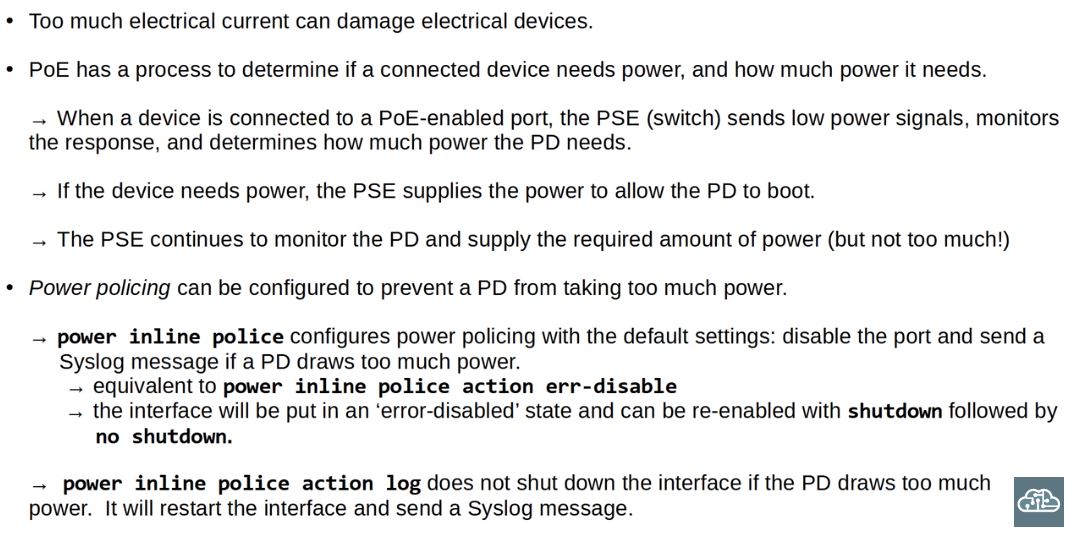 • Too much electrical current can damage electrical devices.
• PoE has a process to determine if a connected device needs power, and how much power it needs.
→ When a device is connected to a PoE-enabled port, the PSE (switch) sends low power signals, monitors
the response, and determines how much power the PD needs.
→ If the device needs power, the PSE supplies the power to allow the PD to boot.
→ The PSE continues to monitor the PD and supply the required amount of power (but not too much!)
• Power policing can be configured to prevent a PD from taking too much power.
→ power inline police configures power policing with the default settings: disable the port and send a
Syslog message if a PD draws too much power.
→ equivalent to power inline police action err-disable
→ the interface will be put in an ‘error-disabled’ state and can be re-enabled with shutdown followed by
no shutdown.
→ power inline police action log does not shut down the interface if the PD draws too much
power. It will restart the interface and send a Syslog message.